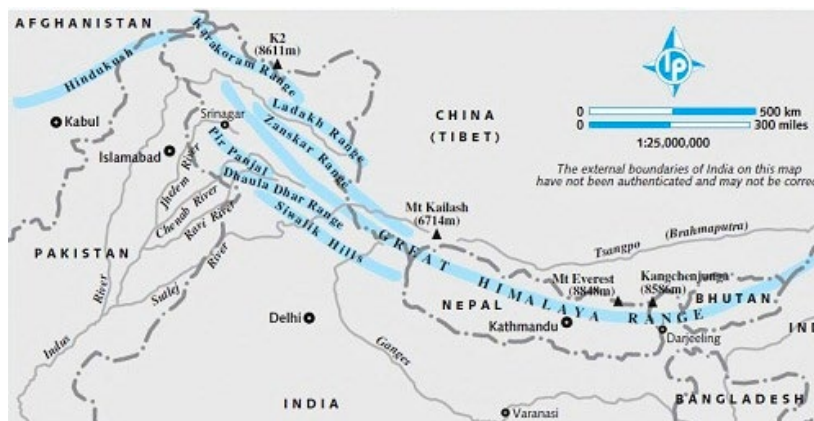 AFGHANISTAN
K2
(8611m)
Karakoram Range
Hindukush
lp
0 500 km
0 300 miles
1:25,000,000
CHINA
(TIBET)
Kabul
Srinagar
Ladakh Range
Zanskar Range
Islamabad
Pir Panjal
The external boundaries of India on this map
have not been authenticated and may not be correc
Jhelem River
Dhaula Dhar Range
Chenab River
Ravi River
Siwalik Hills
Mt Kailash
(6714m)
Tsangpo (Brahmaputra)
PAKISTAN
GREAT HIMALAYA RANGE
Indus River
Sutlej River
Mt Everest
(8848m)
Kangchenjunga
(8586m)
NEPAL
BHUTAN
Delhi
Kathmandu
Darjeeling
IND
Ganges
BANGLADESH
INDIA
Varanasi